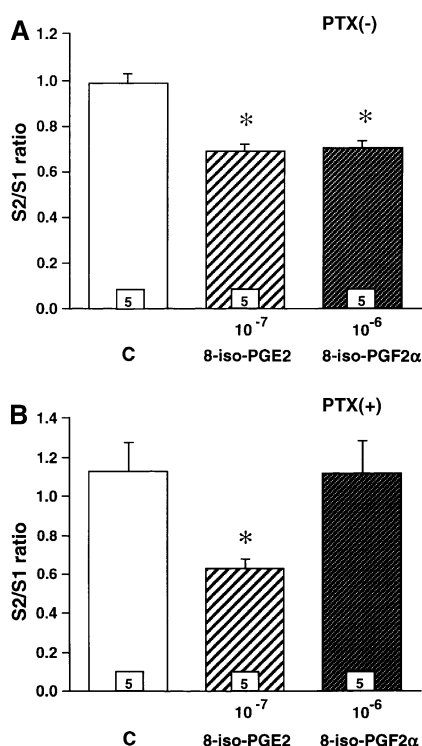 A
PTX(-)
S2/S1 ratio
1.2
1.0
0.8
0.6
0.4
0.2
0.0
* *
5 5 5
10⁻⁷ 10⁻⁶
C 8-iso-PGE2 8-iso-PGF2α
B
PTX(+)
S2/S1 ratio
1.4
1.2
1.0
0.8
0.6
0.4
0.2
0.0
*
5 5 5
10⁻⁷ 10⁻⁶
C 8-iso-PGE2 8-iso-PGF2α